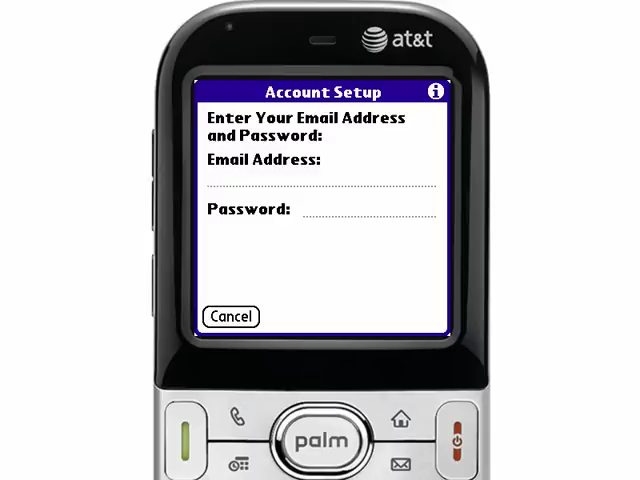 at&t
Account Setup
Enter Your Email Address
and Password:
Email Address:
Password:
Cancel
palm